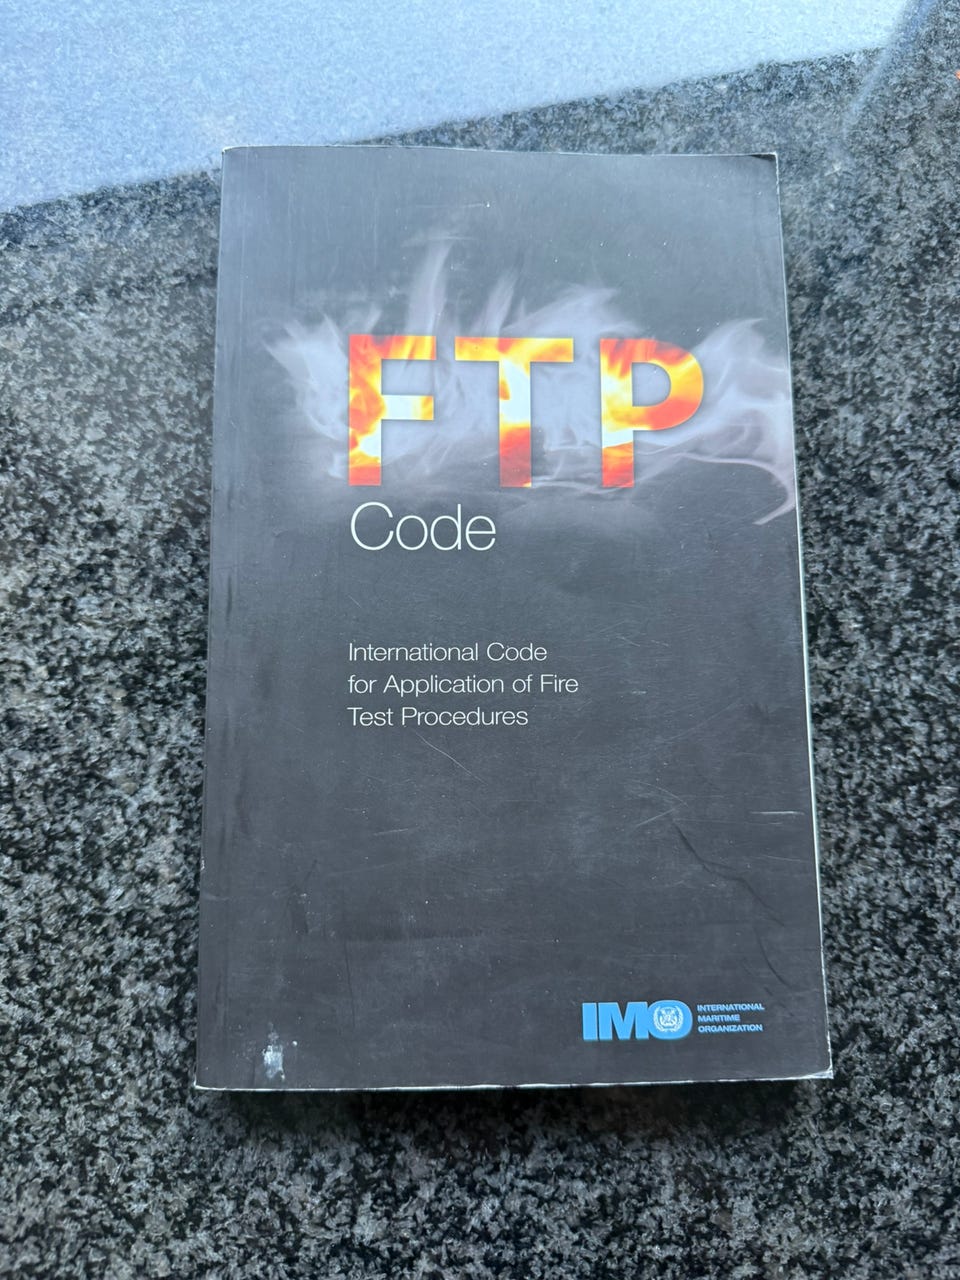 FTP
Code
International Code
for Application of Fire
Test Procedures
IMO
INTERNATIONAL
MARITIME
ORGANIZATION